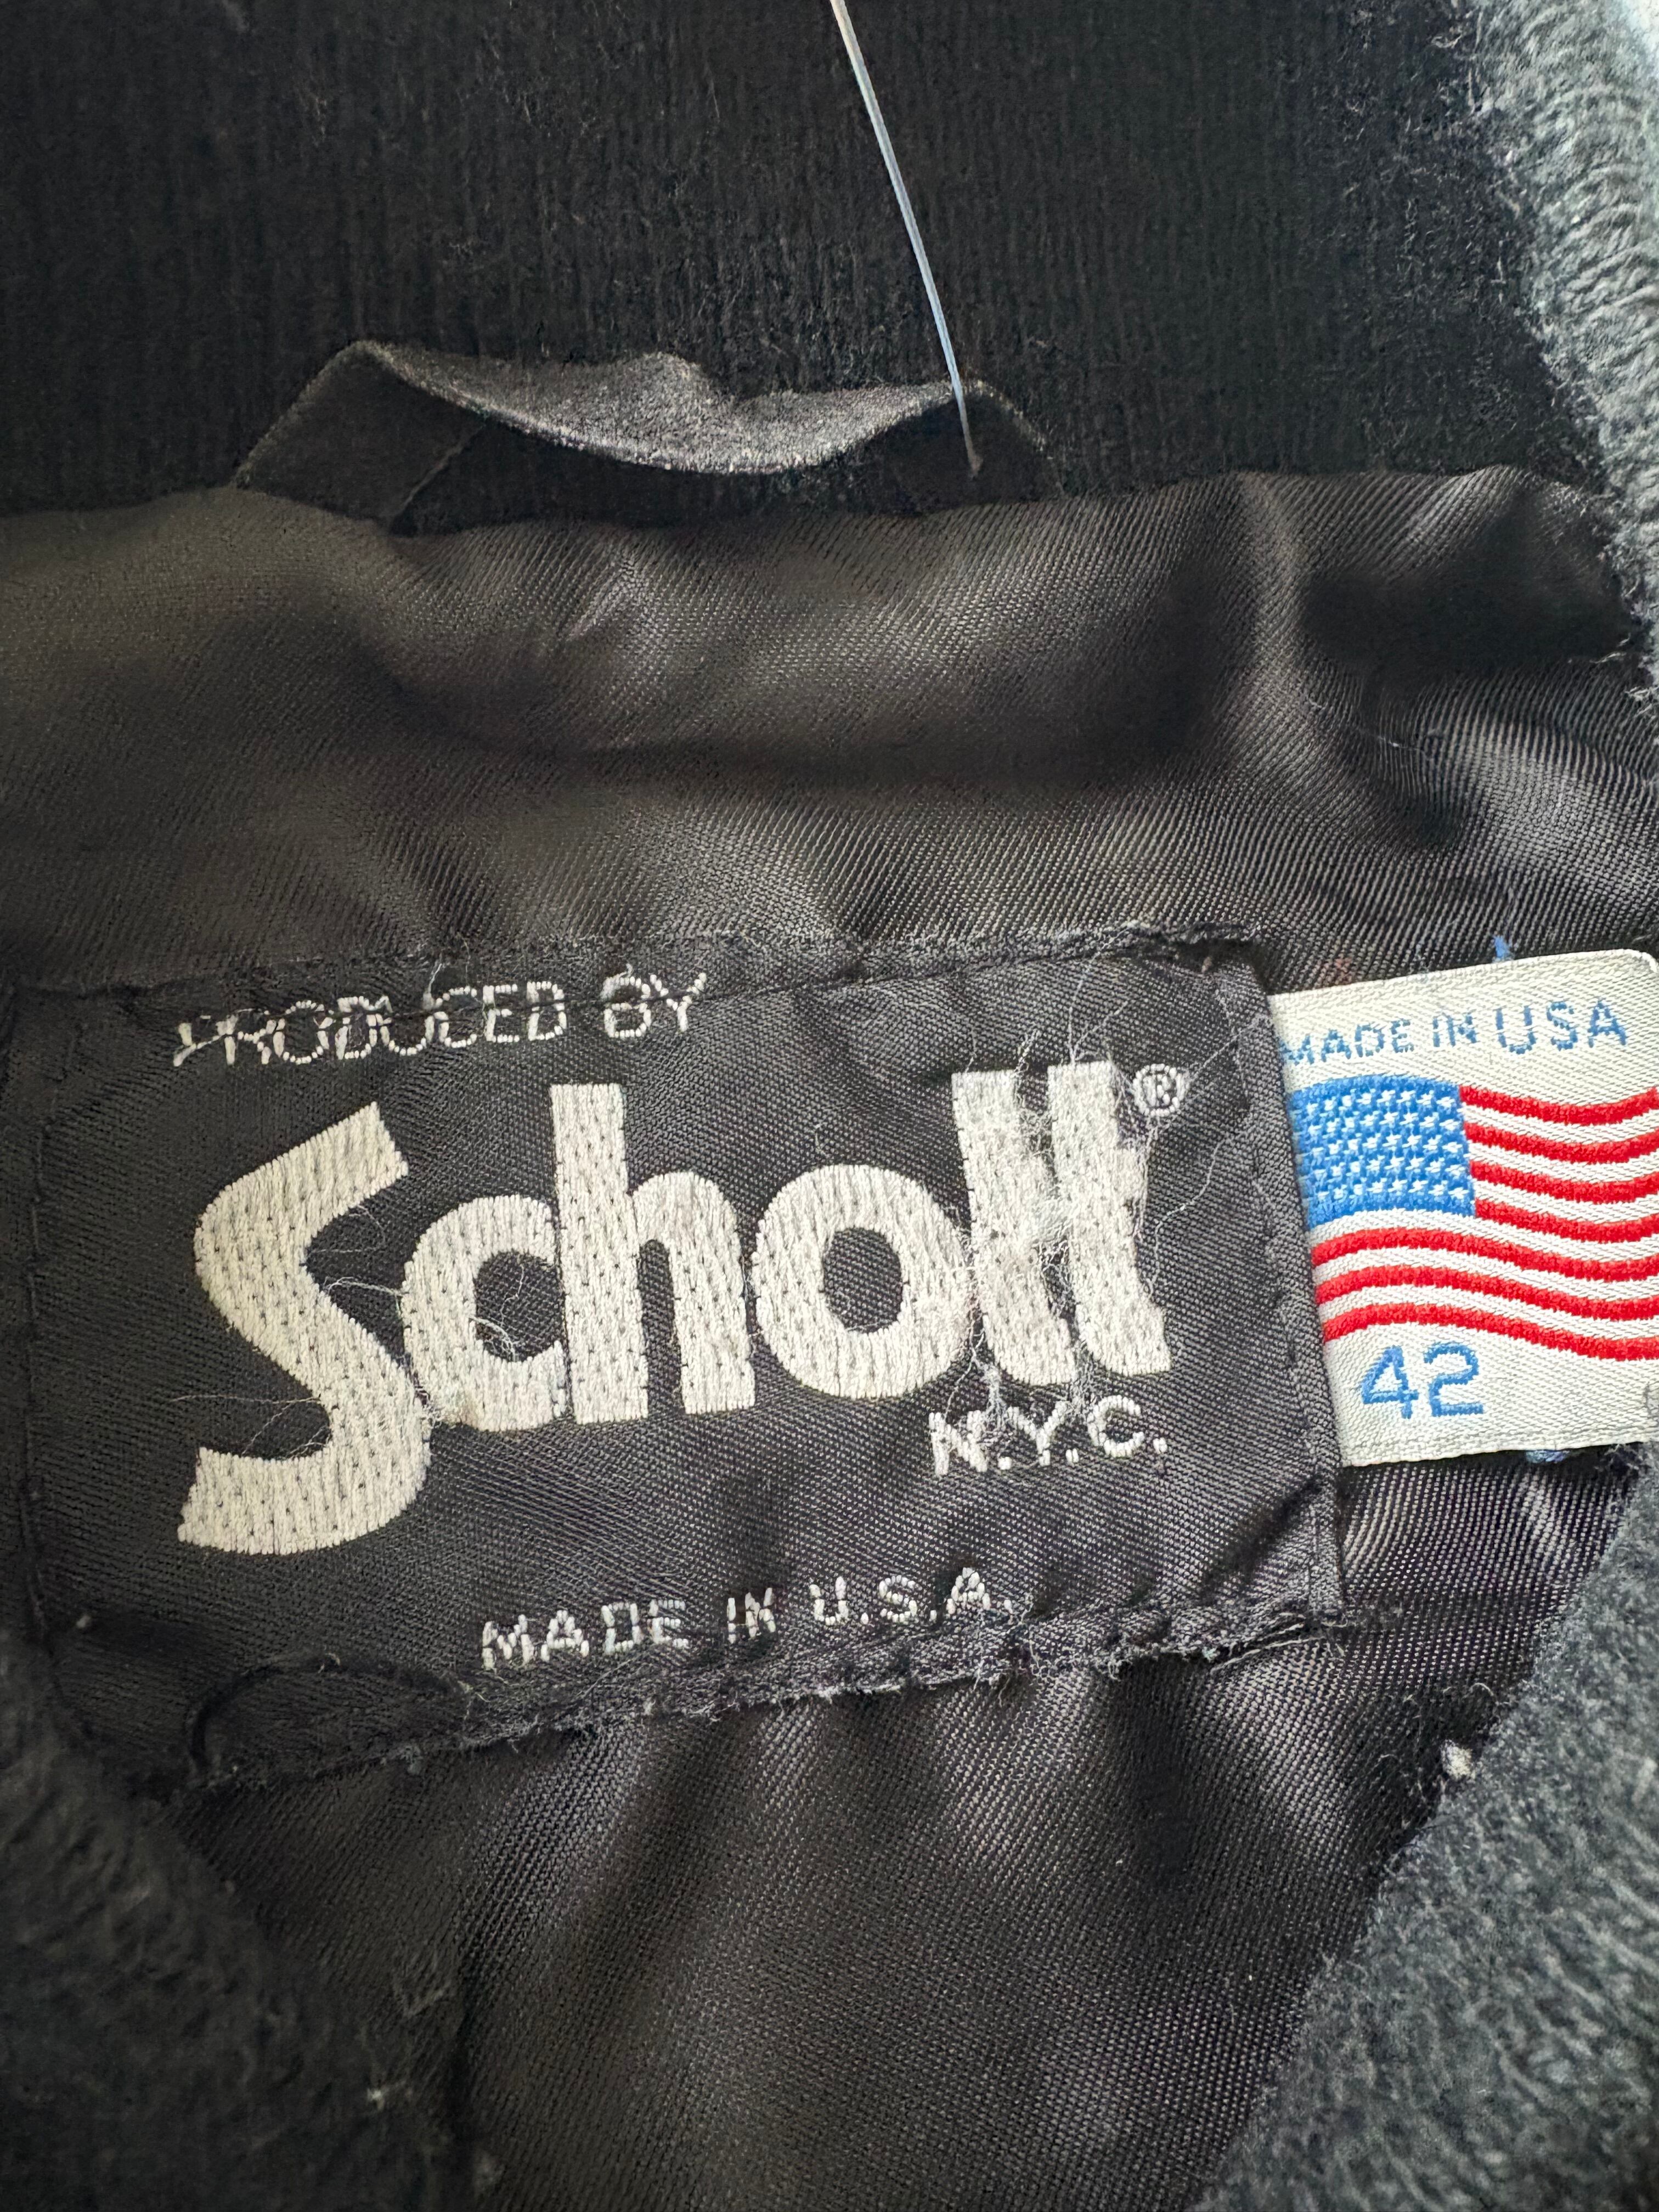 PRODUCED BY
Schott®
N.Y.C.
MADE IN U.S.A.
MADE IN USA
42